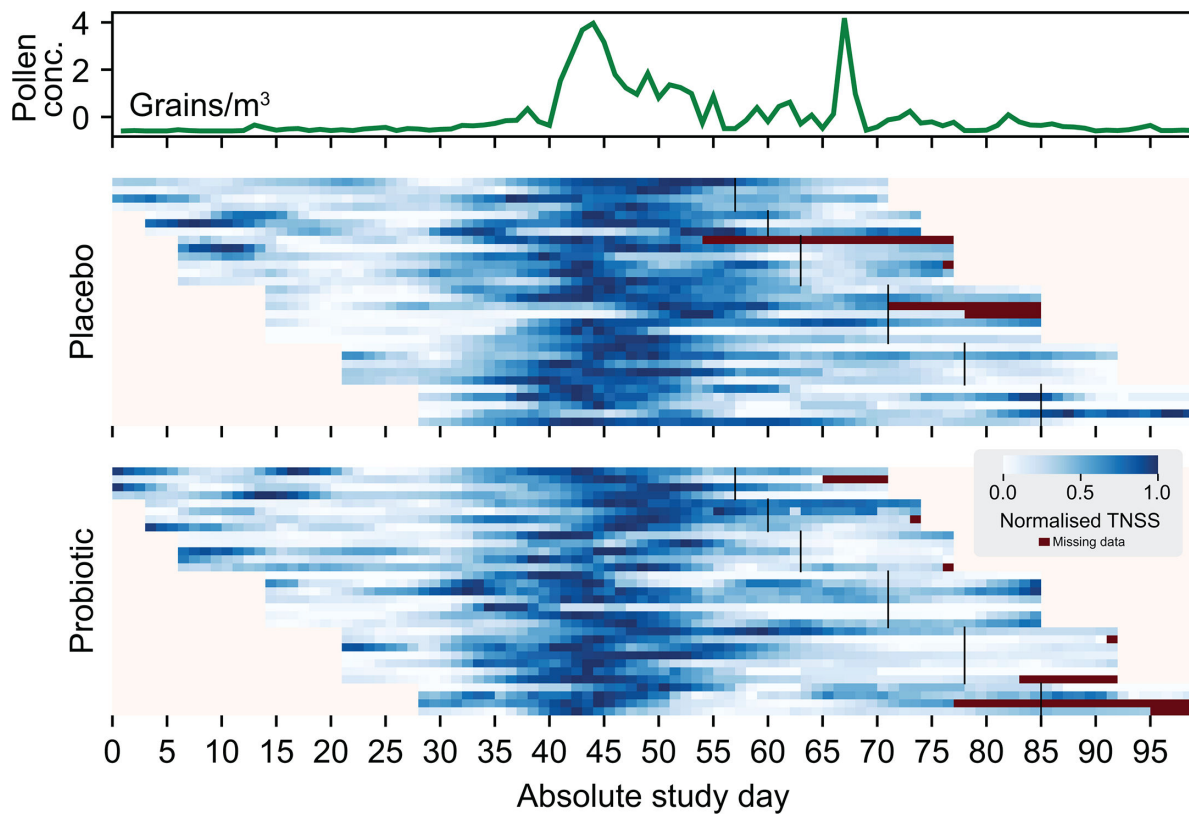 4
2
0
Pollen
conc.
Grains/m³
Placebo
Probiotic
0.0 0.5 1.0
Normalised TNSS
Missing data
0 5 10 15 20 25 30 35 40 45 50 55 60 65 70 75 80 85 90 95
Absolute study day